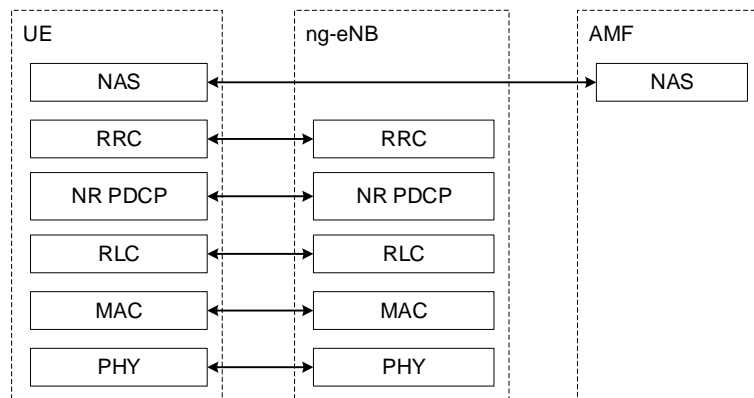 UE
ng-eNB
AMF
NAS
NAS
RRC
RRC
NR PDCP
NR PDCP
RLC
RLC
MAC
MAC
PHY
PHY